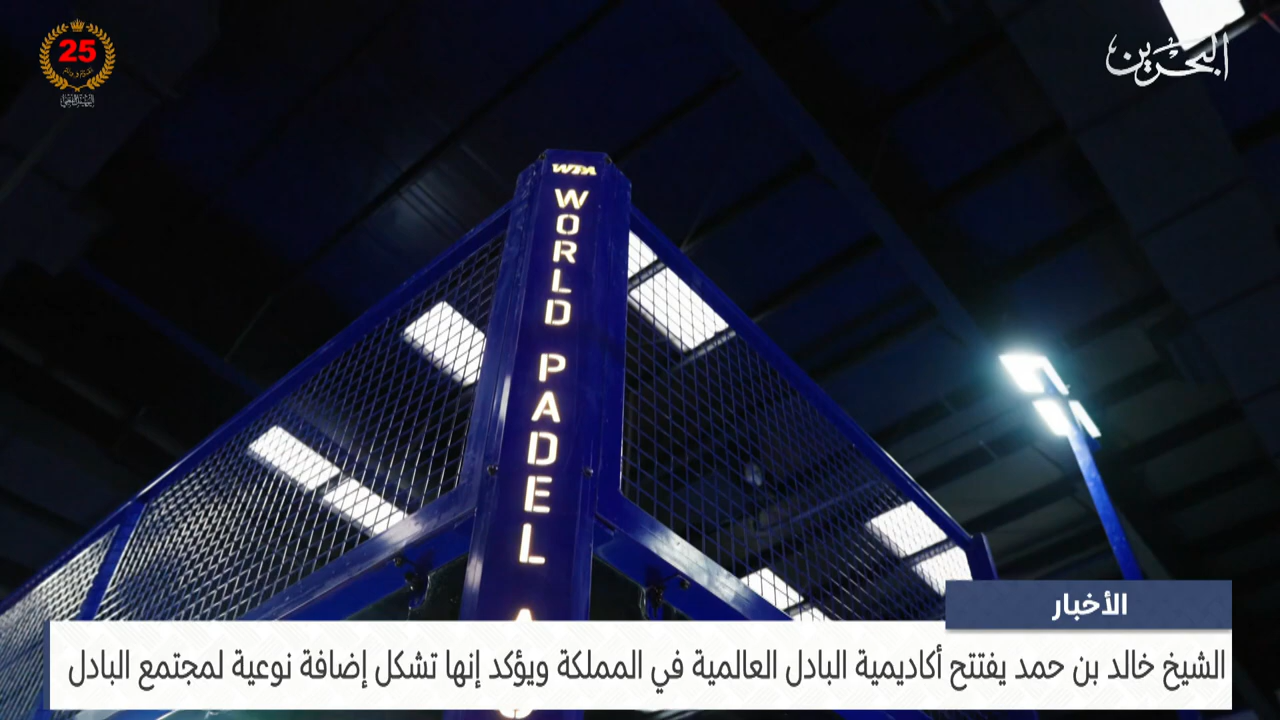 25
البحرين
WPA
WORLD PADEL
الأخبار
الشيخ خالد بن حمد يفتتح أكاديمية البادل العالمية في المملكة ويؤكد إنها تشكل إضافة نوعية لمجتمع البادل